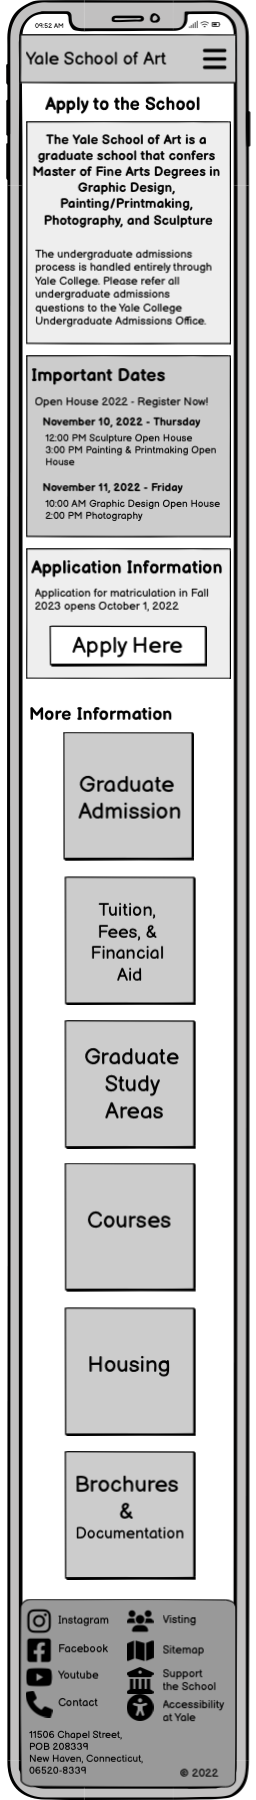 09:52 AM
Yale School of Art
Apply to the School
The Yale School of Art is a
graduate school that confers
Master of Fine Arts Degrees in
Graphic Design,
Painting/Printmaking,
Photography, and Sculpture
The undergraduate admissions
process is handled entirely through
Yale College. Please refer all
undergraduate admissions
questions to the Yale College
Undergraduate Admissions Office.
Important Dates
Open House 2022 - Register Now!
November 10, 2022 - Thursday
12:00 PM Sculpture Open House
3:00 PM Painting & Printmaking Open
House
November 11, 2022 - Friday
10:00 AM Graphic Design Open House
2:00 PM Photography
Application Information
Application for matriculation in Fall
2023 opens October 1, 2022
Apply Here
More Information
Graduate
Admission
Tuition,
Fees, &
Financial
Aid
Graduate
Study
Areas
Courses
Housing
Brochures
&
Documentation
Instagram
Visting
Facebook
Sitemap
Youtube
Support
the School
Contact
Accessibility
at Yale
11506 Chapel Street,
POB 208339
New Haven, Connecticut,
06520-8339
© 2022